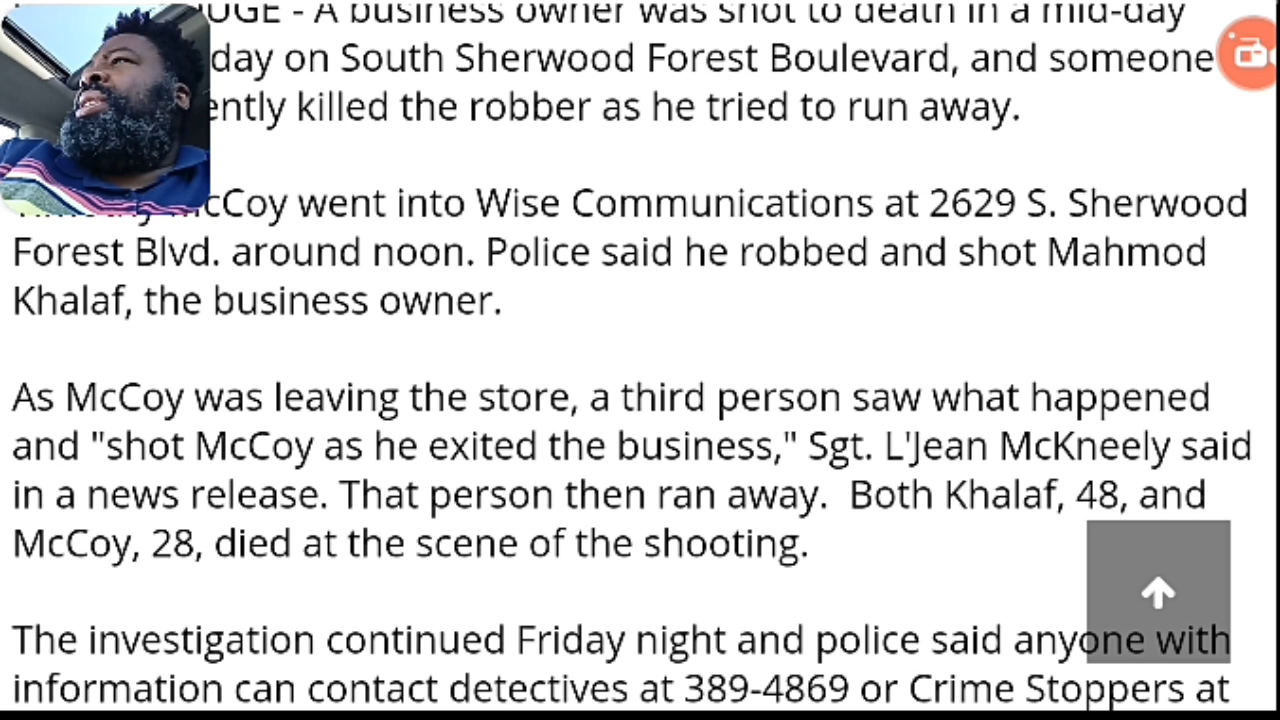 - A business owner was shot to death in a mid-day
on South Sherwood Forest Boulevard, and someone
killed the robber as he tried to run away.
went into Wise Communications at 2629 S. Sherwood
Forest Blvd. around noon. Police said he robbed and shot Mahmod
Khalaf, the business owner.
As McCoy was leaving the store, a third person saw what happened
and "shot McCoy as he exited the business," Sgt. L'Jean McKneely said
in a news release. That person then ran away. Both Khalaf, 48, and
McCoy, 28, died at the scene of the shooting.
The investigation continued Friday night and police said anyone with
information can contact detectives at 389-4869 or Crime Stoppers at